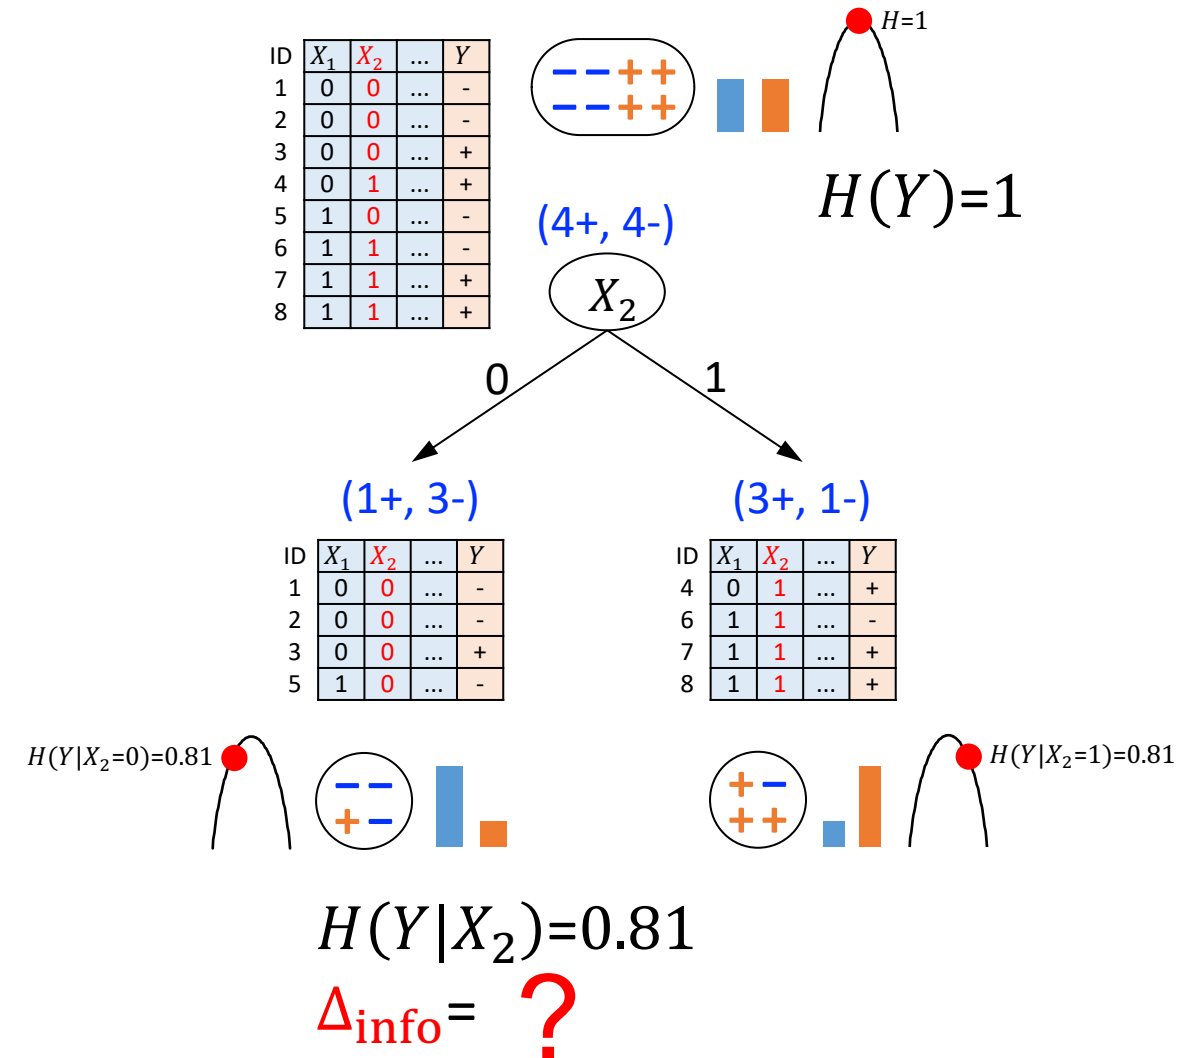 H=1
ID X₁ X₂ ... Y
1 0 0 ... -
2 0 0 ... -
3 0 0 ... +
4 0 1 ... +
5 1 0 ... -
6 1 1 ... -
7 1 1 ... +
8 1 1 ... +
− − + +
− − + +
H(Y)=1
(4+, 4-)
X₂
0 1
(1+, 3-)
ID X₁ X₂ ... Y
1 0 0 ... -
2 0 0 ... -
3 0 0 ... +
5 1 0 ... -
(3+, 1-)
ID X₁ X₂ ... Y
4 0 1 ... +
6 1 1 ... -
7 1 1 ... +
8 1 1 ... +
H(Y|X₂=0)=0.81
− −
+ −
+ −
+ +
H(Y|X₂=1)=0.81
H(Y|X₂)=0.81
Δinfo= ?